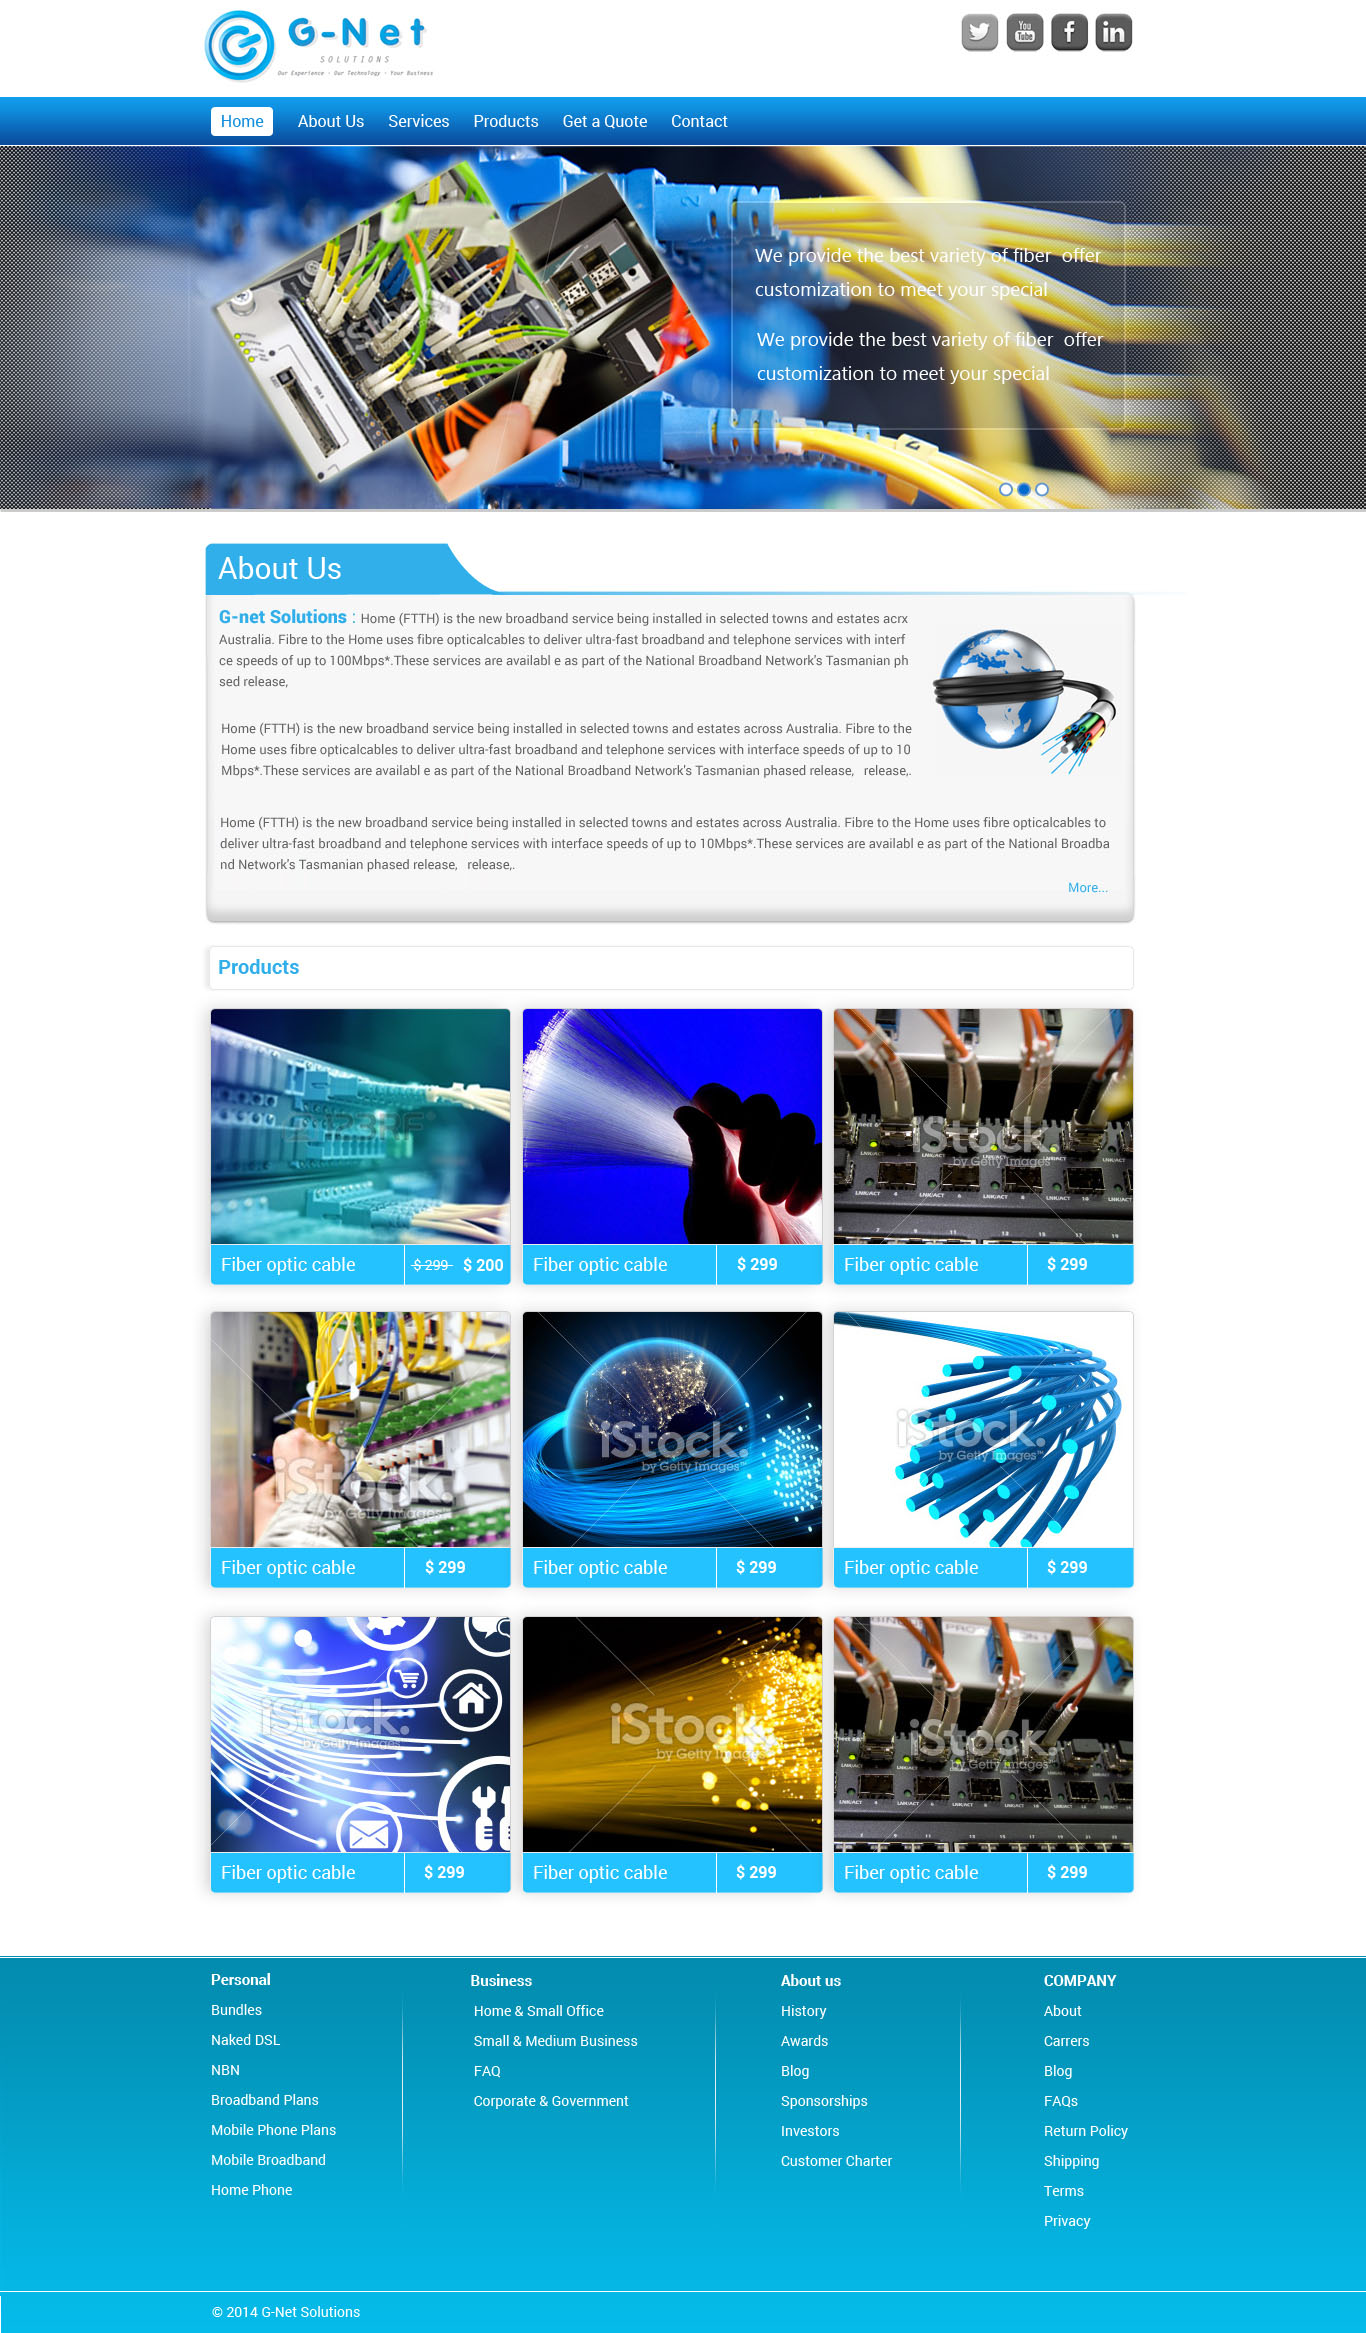 G-Net
SOLUTIONS
Our Experience - Our Technology - Your Business
You
Tube
f
in
Home About Us Services Products Get a Quote Contact
We provide the best variety of fiber offer
customization to meet your special
We provide the best variety of fiber offer
customization to meet your special
About Us
G-net Solutions : Home (FTTH) is the new broadband service being installed in selected towns and estates acrx
Australia. Fibre to the Home uses fibre opticalcables to deliver ultra-fast broadband and telephone services with interf
ce speeds of up to 100Mbps*.These services are availabl e as part of the National Broadband Network's Tasmanian ph
sed release,
Home (FTTH) is the new broadband service being installed in selected towns and estates across Australia. Fibre to the
Home uses fibre opticalcables to deliver ultra-fast broadband and telephone services with interface speeds of up to 10
Mbps*.These services are availabl e as part of the National Broadband Network's Tasmanian phased release, release,.
Home (FTTH) is the new broadband service being installed in selected towns and estates across Australia. Fibre to the Home uses fibre opticalcables to
deliver ultra-fast broadband and telephone services with interface speeds of up to 10Mbps*.These services are availabl e as part of the National Broadba
nd Network's Tasmanian phased release, release,.
More...
Products
123RF
iStock.
by Getty Images
Fiber optic cable $ 299 $ 200
Fiber optic cable $ 299
Fiber optic cable $ 299
iStock.
by Getty Images
iStock.
by Getty Images™
iStock.
by Getty Images™
Fiber optic cable $ 299
Fiber optic cable $ 299
Fiber optic cable $ 299
iStock.
by Getty Images
iStock.
by Getty Images
iStock.
by Getty Images™
Fiber optic cable $ 299
Fiber optic cable $ 299
Fiber optic cable $ 299
Personal
Bundles
Naked DSL
NBN
Broadband Plans
Mobile Phone Plans
Mobile Broadband
Home Phone
Business
Home & Small Office
Small & Medium Business
FAQ
Corporate & Government
About us
History
Awards
Blog
Sponsorships
Investors
Customer Charter
COMPANY
About
Carrers
Blog
FAQs
Return Policy
Shipping
Terms
Privacy
© 2014 G-Net Solutions